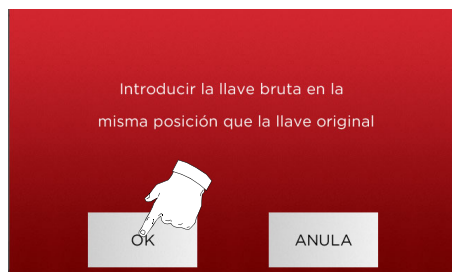 Introducir la llave bruta en la
misma posición que la llave original
OK
ANULA